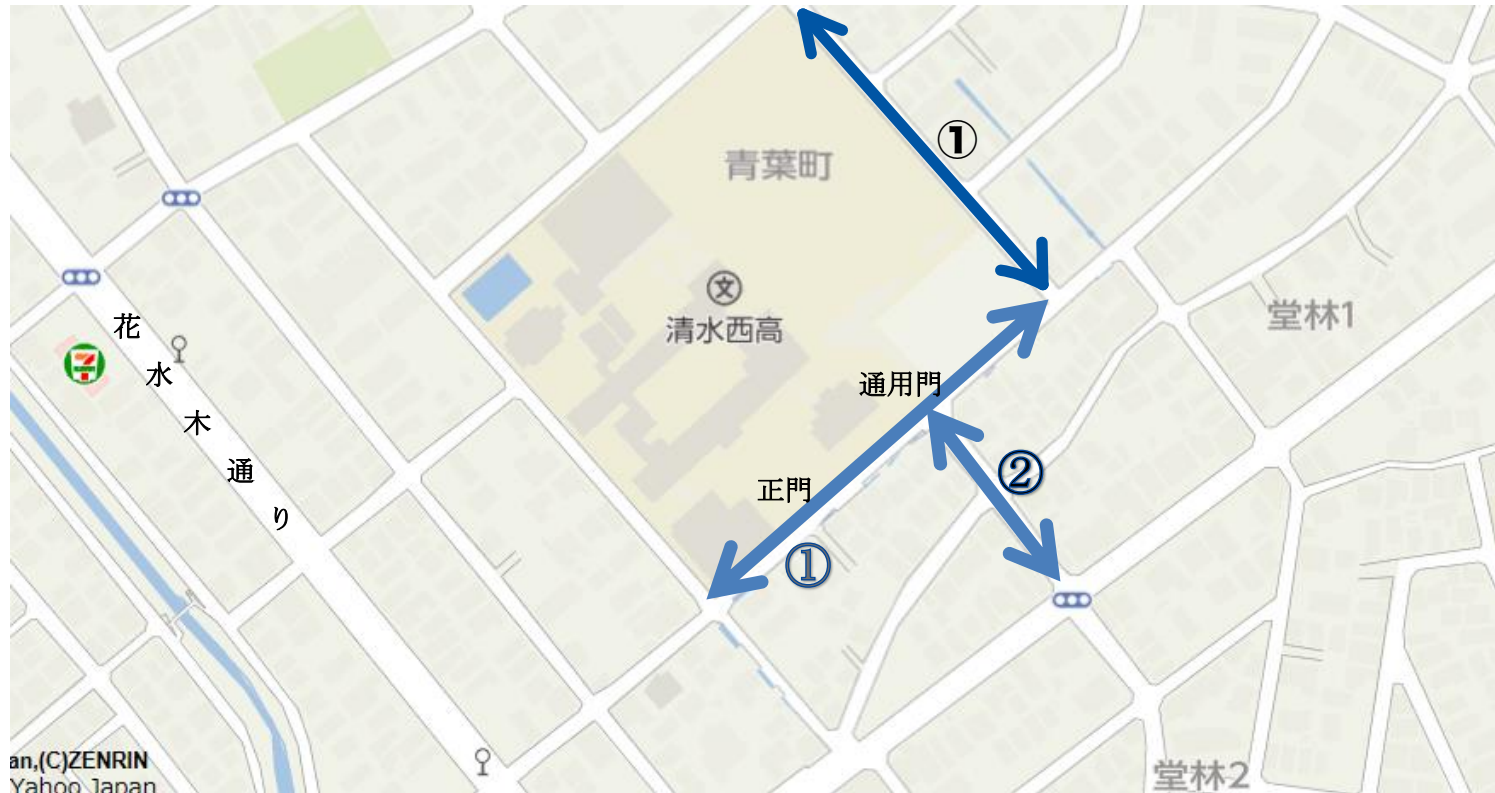 ①
青葉町
文
清水西高
堂林1
花水木通り
通用門
②
正門
①
堂林2
an,(C)ZENRIN
Yahoo Japan